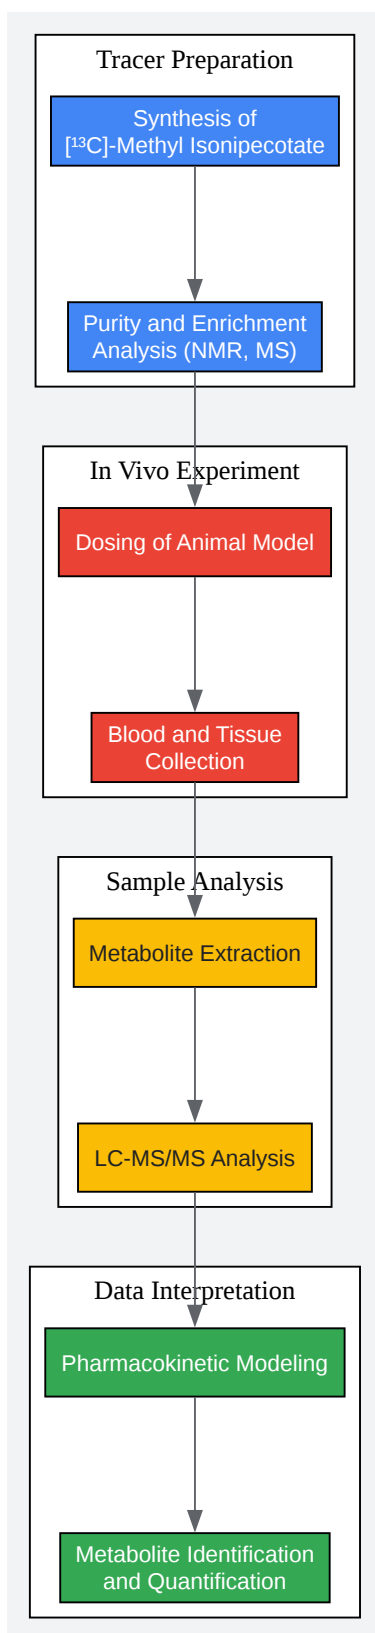 Tracer Preparation
Synthesis of
[¹³C]-Methyl Isonipecotate
Purity and Enrichment
Analysis (NMR, MS)
In Vivo Experiment
Dosing of Animal Model
Blood and Tissue
Collection
Sample Analysis
Metabolite Extraction
LC-MS/MS Analysis
Data Interpretation
Pharmacokinetic Modeling
Metabolite Identification
and Quantification